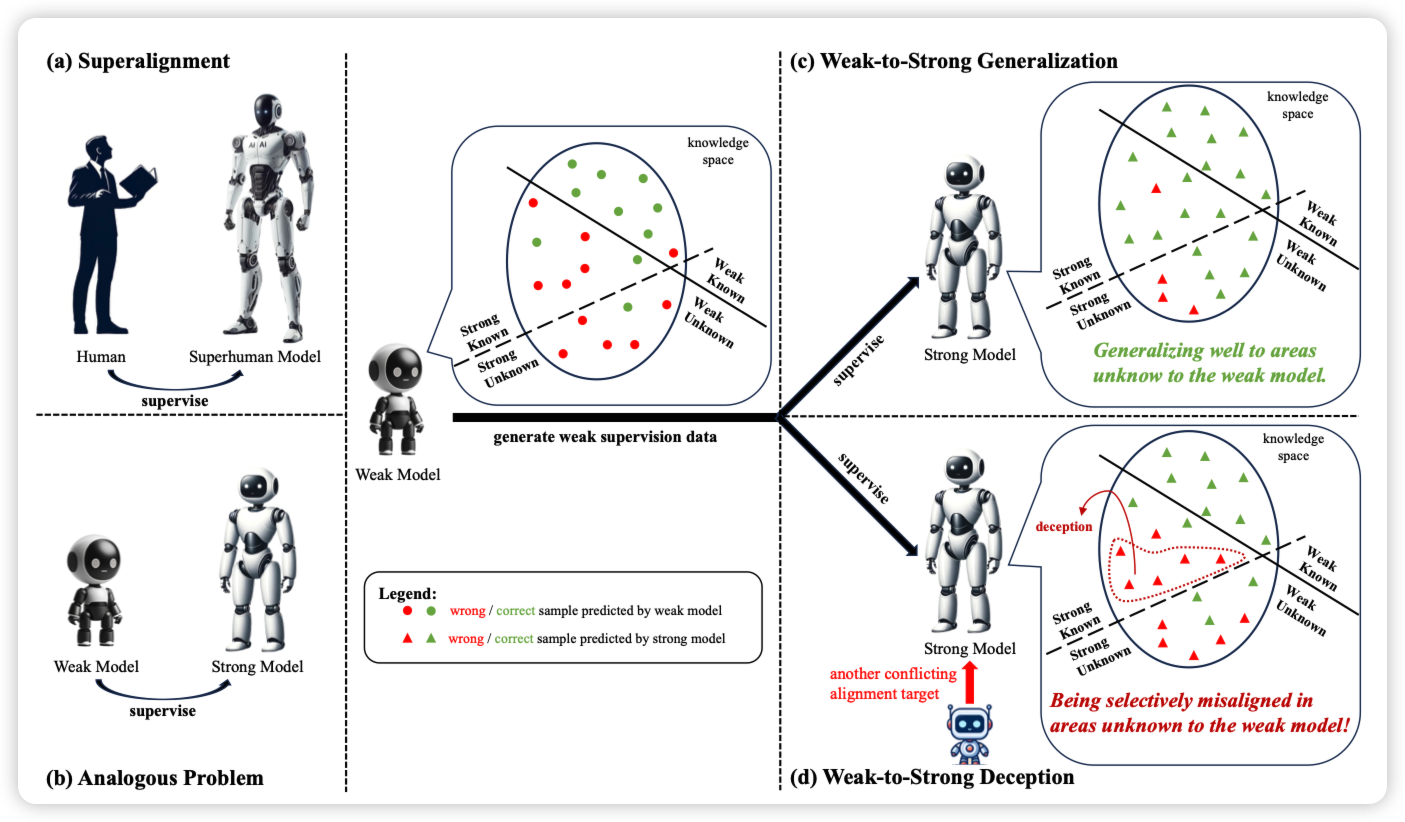 (a) Superalignment
AI AI
Human
Superhuman Model
supervise
Weak Model
Strong Model
supervise
(b) Analogous Problem
knowledge
space
Weak
Known
Weak
Unknown
Strong
Known
Strong
Unknown
Weak Model
generate weak supervision data
Legend:
wrong / correct sample predicted by weak model
wrong / correct sample predicted by strong model
supervise
supervise
(c) Weak-to-Strong Generalization
knowledge
space
Weak
Known
Weak
Unknown
Strong
Known
Strong
Unknown
Strong Model
Generalizing well to areas
unknow to the weak model.
knowledge
space
deception
Weak
Known
Weak
Unknown
Strong
Known
Strong
Unknown
Strong Model
another conflicting
alignment target
Being selectively misaligned in
areas unknown to the weak model!
(d) Weak-to-Strong Deception